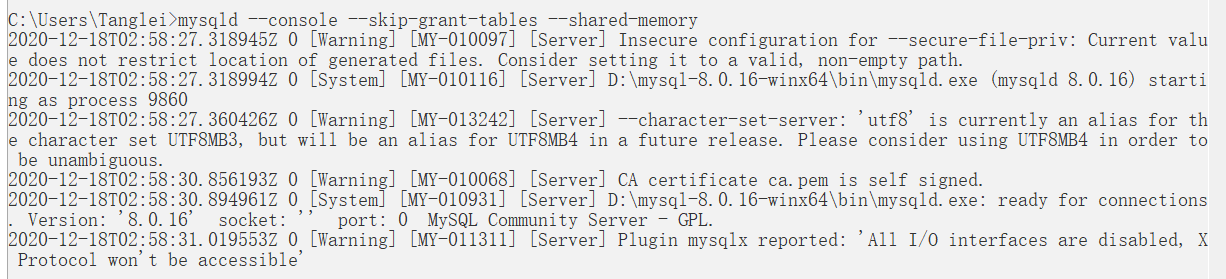 C:\Users\Tanglei>mysqld --console --skip-grant-tables --shared-memory
2020-12-18T02:58:27.318945Z 0 [Warning] [MY-010097] [Server] Insecure configuration for --secure-file-priv: Current valu
e does not restrict location of generated files. Consider setting it to a valid, non-empty path.
2020-12-18T02:58:27.318994Z 0 [System] [MY-010116] [Server] D:\mysql-8.0.16-winx64\bin\mysqld.exe (mysqld 8.0.16) starti
ng as process 9860
2020-12-18T02:58:27.360426Z 0 [Warning] [MY-013242] [Server] --character-set-server: 'utf8' is currently an alias for th
e character set UTF8MB3, but will be an alias for UTF8MB4 in a future release. Please consider using UTF8MB4 in order to
 be unambiguous.
2020-12-18T02:58:30.856193Z 0 [Warning] [MY-010068] [Server] CA certificate ca.pem is self signed.
2020-12-18T02:58:30.894961Z 0 [System] [MY-010931] [Server] D:\mysql-8.0.16-winx64\bin\mysqld.exe: ready for connections
. Version: '8.0.16'  socket: ''  port: 0  MySQL Community Server - GPL.
2020-12-18T02:58:31.019553Z 0 [Warning] [MY-011311] [Server] Plugin mysqlx reported: 'All I/O interfaces are disabled, X
 Protocol won't be accessible'